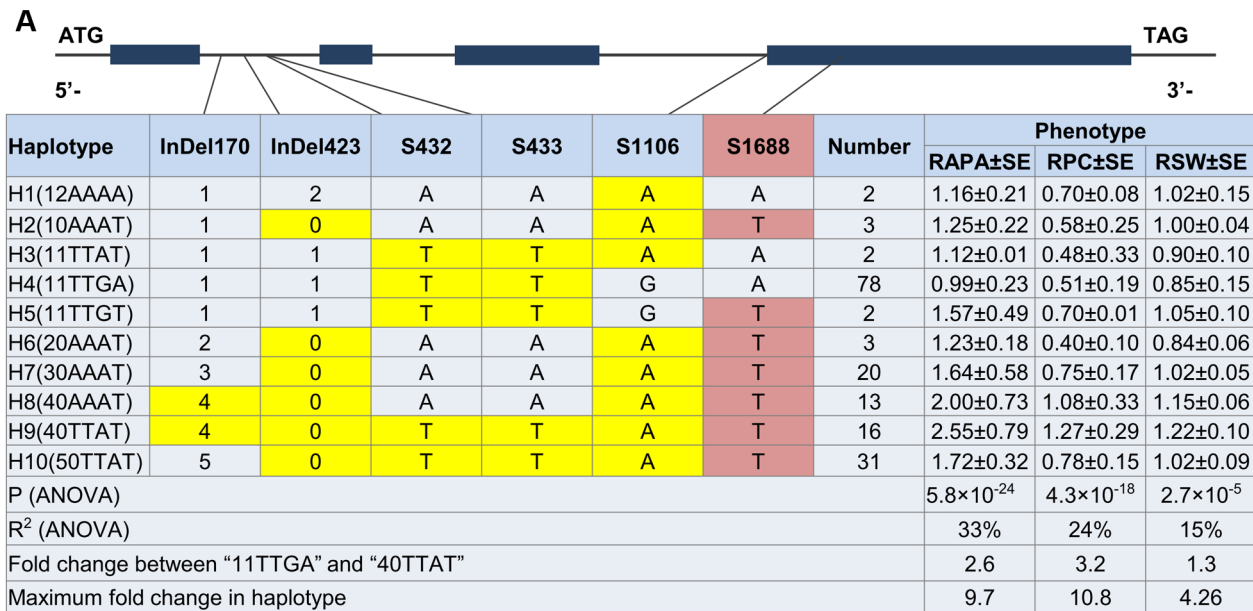 A
ATG TAG
5’- 3’-
Haplotype InDel170 InDel423 S432 S433 S1106 S1688 Number Phenotype
RAPA±SE RPC±SE RSW±SE
H1(12AAAA) 1 2 A A A A 2 1.16±0.21 0.70±0.08 1.02±0.15
H2(10AAAT) 1 0 A A A T 3 1.25±0.22 0.58±0.25 1.00±0.04
H3(11TTAT) 1 1 T T A A 2 1.12±0.01 0.48±0.33 0.90±0.10
H4(11TTGA) 1 1 T T G A 78 0.99±0.23 0.51±0.19 0.85±0.15
H5(11TTGT) 1 1 T T G T 2 1.57±0.49 0.70±0.01 1.05±0.10
H6(20AAAT) 2 0 A A A T 3 1.23±0.18 0.40±0.10 0.84±0.06
H7(30AAAT) 3 0 A A A T 20 1.64±0.58 0.75±0.17 1.02±0.05
H8(40AAAT) 4 0 A A A T 13 2.00±0.73 1.08±0.33 1.15±0.06
H9(40TTAT) 4 0 T T A T 16 2.55±0.79 1.27±0.29 1.22±0.10
H10(50TTAT) 5 0 T T A T 31 1.72±0.32 0.78±0.15 1.02±0.09
P (ANOVA) 5.8×10⁻²⁴ 4.3×10⁻¹⁸ 2.7×10⁻⁵
R² (ANOVA) 33% 24% 15%
Fold change between “11TTGA” and “40TTAT” 2.6 3.2 1.3
Maximum fold change in haplotype 9.7 10.8 4.26